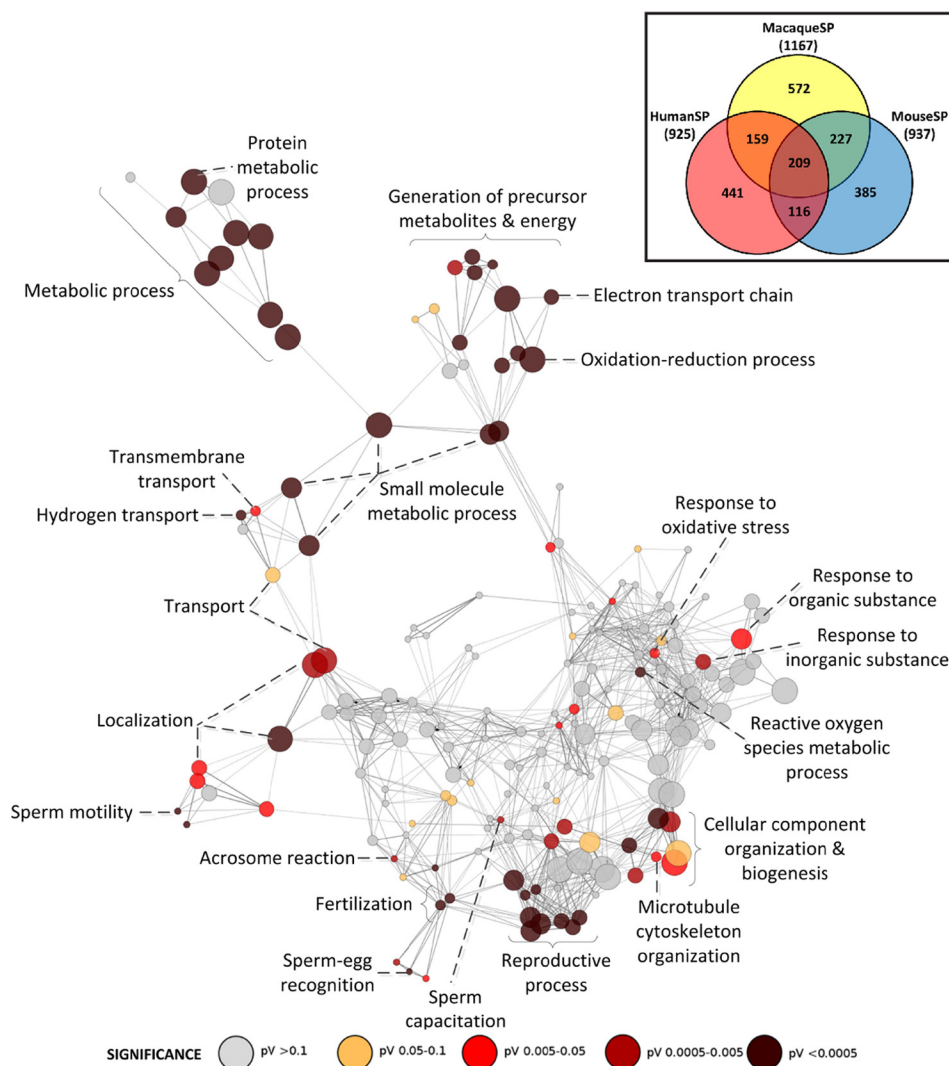 MacaqueSP
(1167)
572
HumanSP
(925)
MouseSP
(937)
159
227
209
441
385
116
Protein
metabolic
process
Generation of precursor
metabolites & energy
Metabolic process
Electron transport chain
Oxidation-reduction process
Transmembrane
transport
Small molecule
metabolic process
Hydrogen transport
Response to
oxidative stress
Response to
organic substance
Transport
Response to
inorganic substance
Localization
Reactive oxygen
species metabolic
process
Sperm motility
Cellular component
organization &
biogenesis
Acrosome reaction
Fertilization
Microtubule
cytoskeleton
organization
Sperm-egg
recognition
Reproductive
process
Sperm
capacitation
SIGNIFICANCE pV >0.1 pV 0.05-0.1 pV 0.005-0.05 pV 0.0005-0.005 pV <0.0005